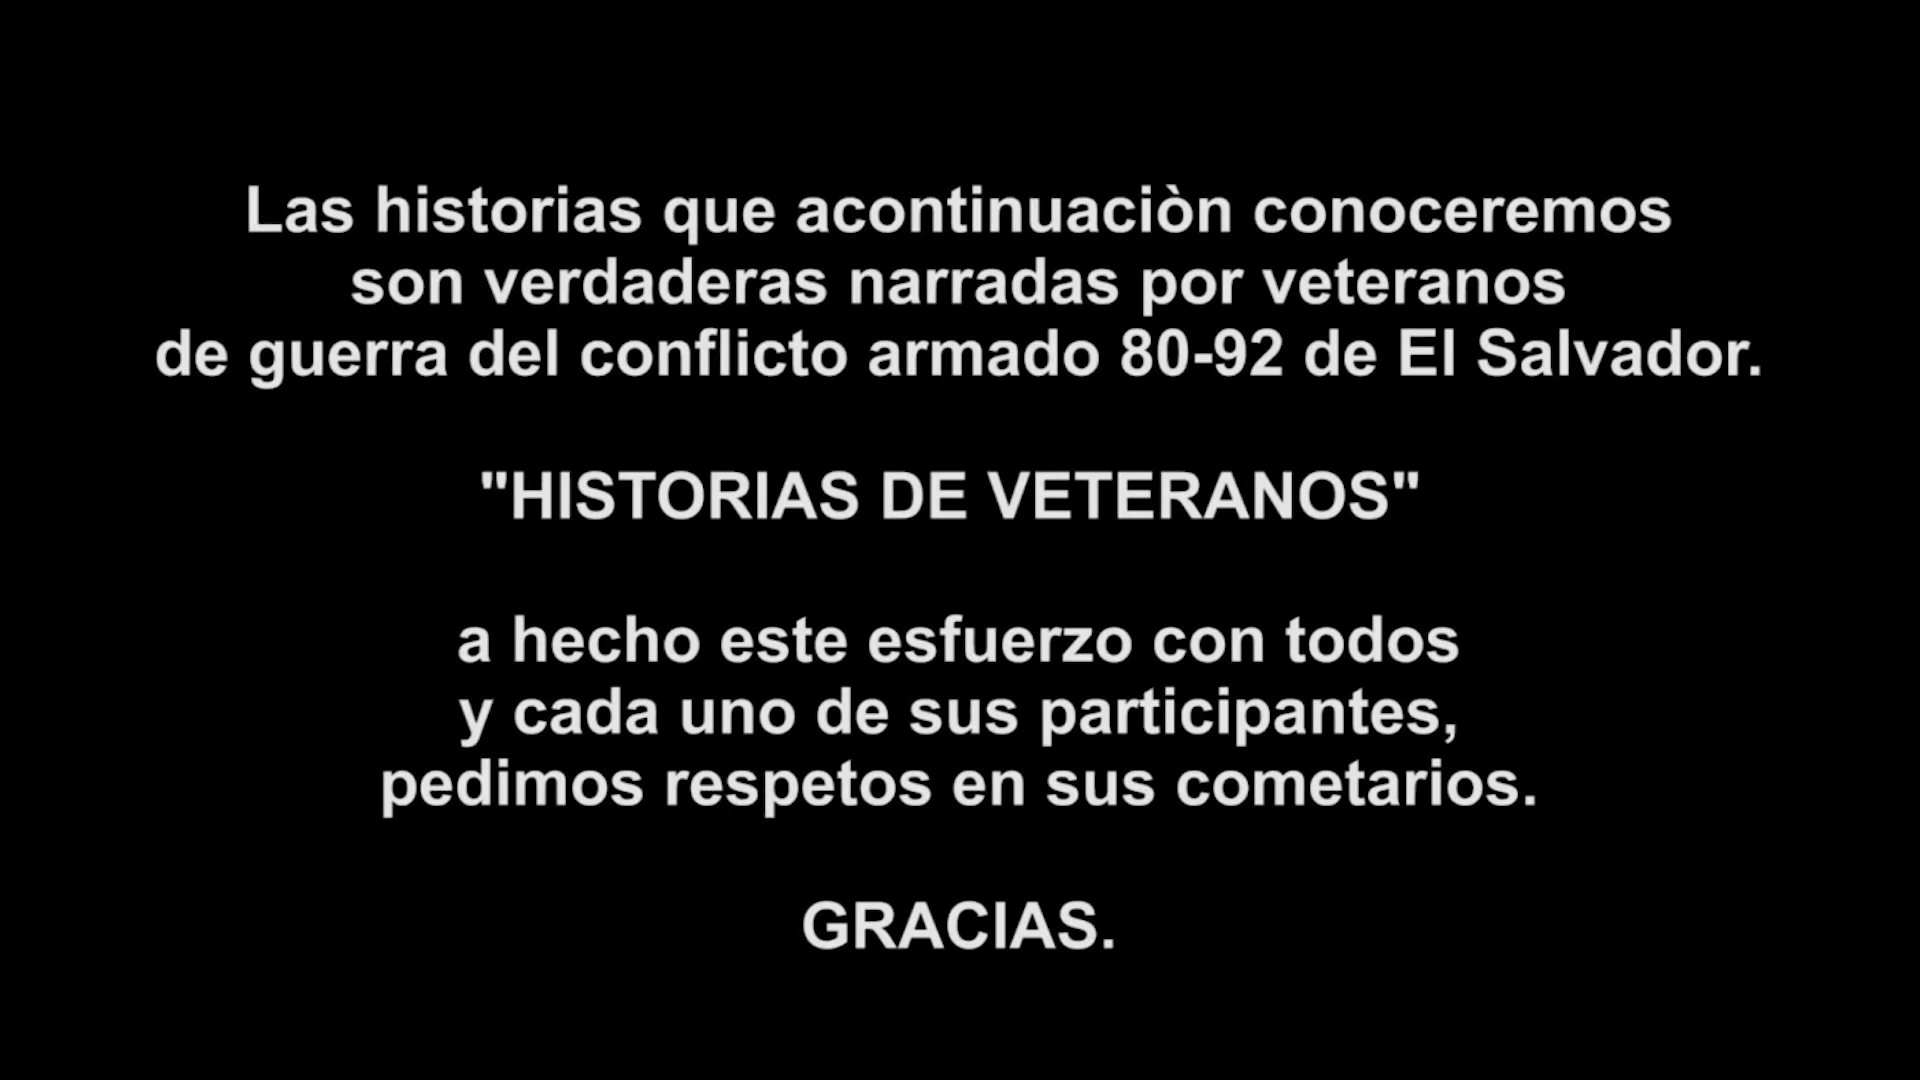 Las historias que acontinuaciòn conoceremos
son verdaderas narradas por veteranos
de guerra del conflicto armado 80-92 de El Salvador.
"HISTORIAS DE VETERANOS"
a hecho este esfuerzo con todos
y cada uno de sus participantes,
pedimos respetos en sus cometarios.
GRACIAS.